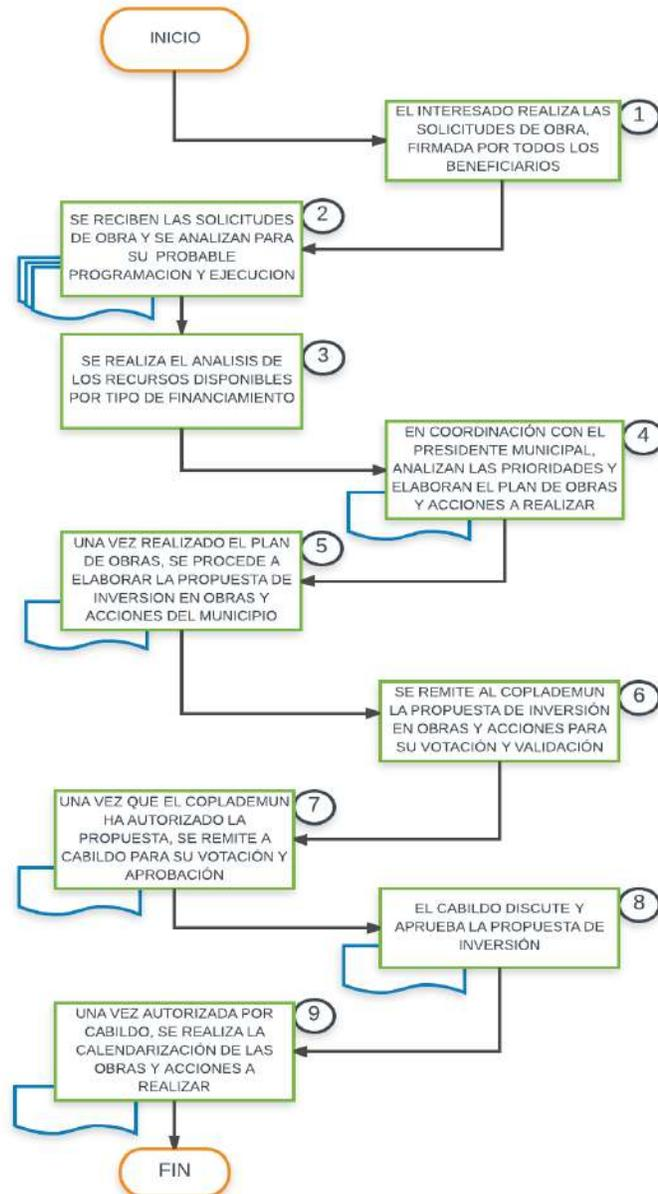 INICIO
1
EL INTERESADO REALIZA LAS
SOLICITUDES DE OBRA,
FIRMADA POR TODOS LOS
BENEFICIARIOS
2
SE RECIBEN LAS SOLICITUDES
DE OBRA Y SE ANALIZAN PARA
SU PROBABLE
PROGRAMACION Y EJECUCION
3
SE REALIZA EL ANALISIS DE
LOS RECURSOS DISPONIBLES
POR TIPO DE FINANCIAMIENTO
4
EN COORDINACIÓN CON EL
PRESIDENTE MUNICIPAL,
ANALIZAN LAS PRIORIDADES Y
ELABORAN EL PLAN DE OBRAS
Y ACCIONES A REALIZAR
5
UNA VEZ REALIZADO EL PLAN
DE OBRAS, SE PROCEDE A
ELABORAR LA PROPUESTA DE
INVERSION EN OBRAS Y
ACCIONES DEL MUNICIPIO
6
SE REMITE AL COPLADEMUN
LA PROPUESTA DE INVERSIÓN
EN OBRAS Y ACCIONES PARA
SU VOTACIÓN Y VALIDACIÓN
7
UNA VEZ QUE EL COPLADEMUN
HA AUTORIZADO LA
PROPUESTA, SE REMITE A
CABILDO PARA SU VOTACIÓN Y
APROBACIÓN
8
EL CABILDO DISCUTE Y
APRUEBA LA PROPUESTA DE
INVERSIÓN
9
UNA VEZ AUTORIZADA POR
CABILDO, SE REALIZA LA
CALENDARIZACIÓN DE LAS
OBRAS Y ACCIONES A
REALIZAR
FIN